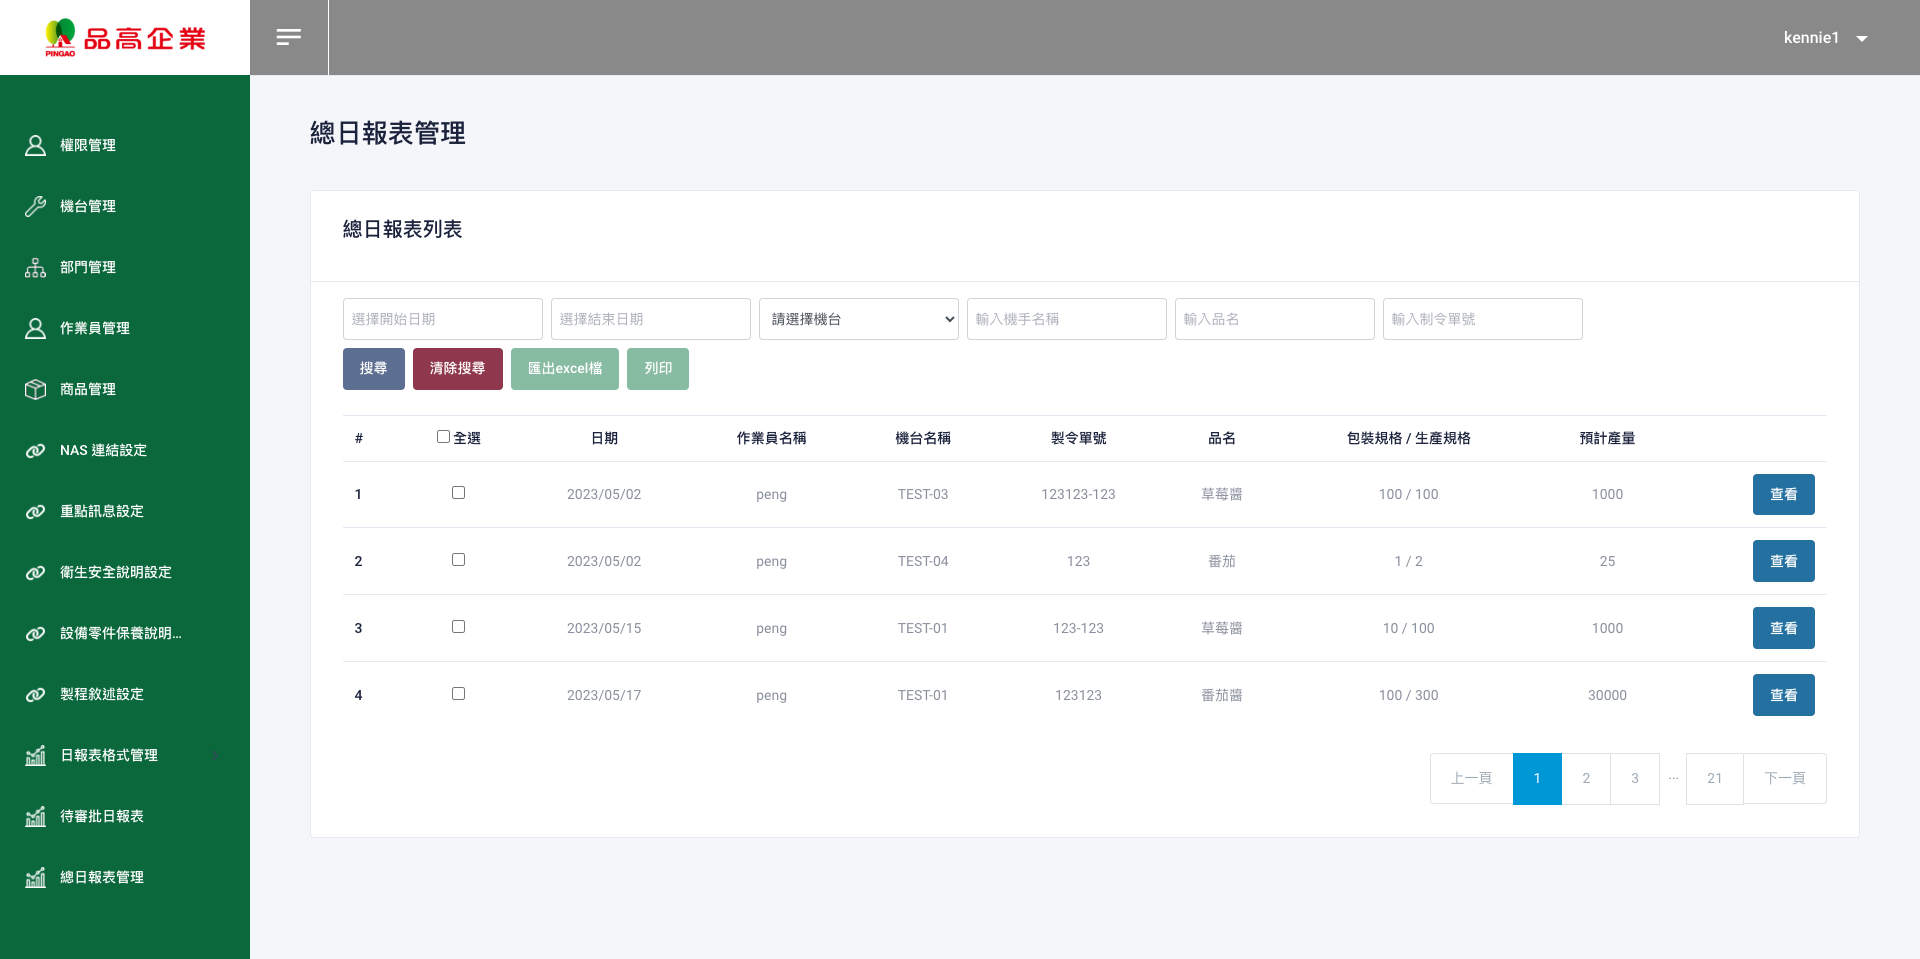 PINGAO 品高企業
kennie1
權限管理
機台管理
部門管理
作業員管理
商品管理
NAS 連結設定
重點訊息設定
衛生安全說明設定
設備零件保養說明...
製程敘述設定
日報表格式管理
待審批日報表
總日報表管理
總日報表管理
總日報表列表
選擇開始日期 選擇結束日期 請選擇機台 輸入機手名稱 輸入品名 輸入制令單號
搜尋 清除搜尋 匯出excel檔 列印
# 全選 日期 作業員名稱 機台名稱 製令單號 品名 包裝規格 / 生產規格 預計產量
1 2023/05/02 peng TEST-03 123123-123 草莓醬 100 / 100 1000 查看
2 2023/05/02 peng TEST-04 123 番茄 1 / 2 25 查看
3 2023/05/15 peng TEST-01 123-123 草莓醬 10 / 100 1000 查看
4 2023/05/17 peng TEST-01 123123 番茄醬 100 / 300 30000 查看
上一頁 1 2 3 ... 21 下一頁